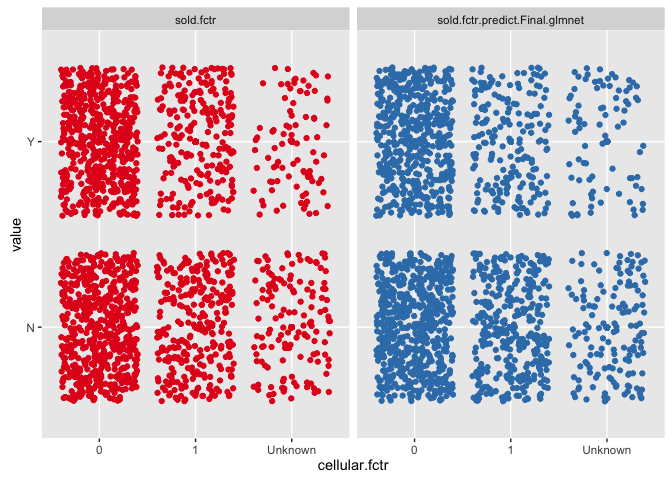 sold.fctr
sold.fctr.predict.Final.glmnet
value
Y
N
0 1 Unknown
0 1 Unknown
cellular.fctr